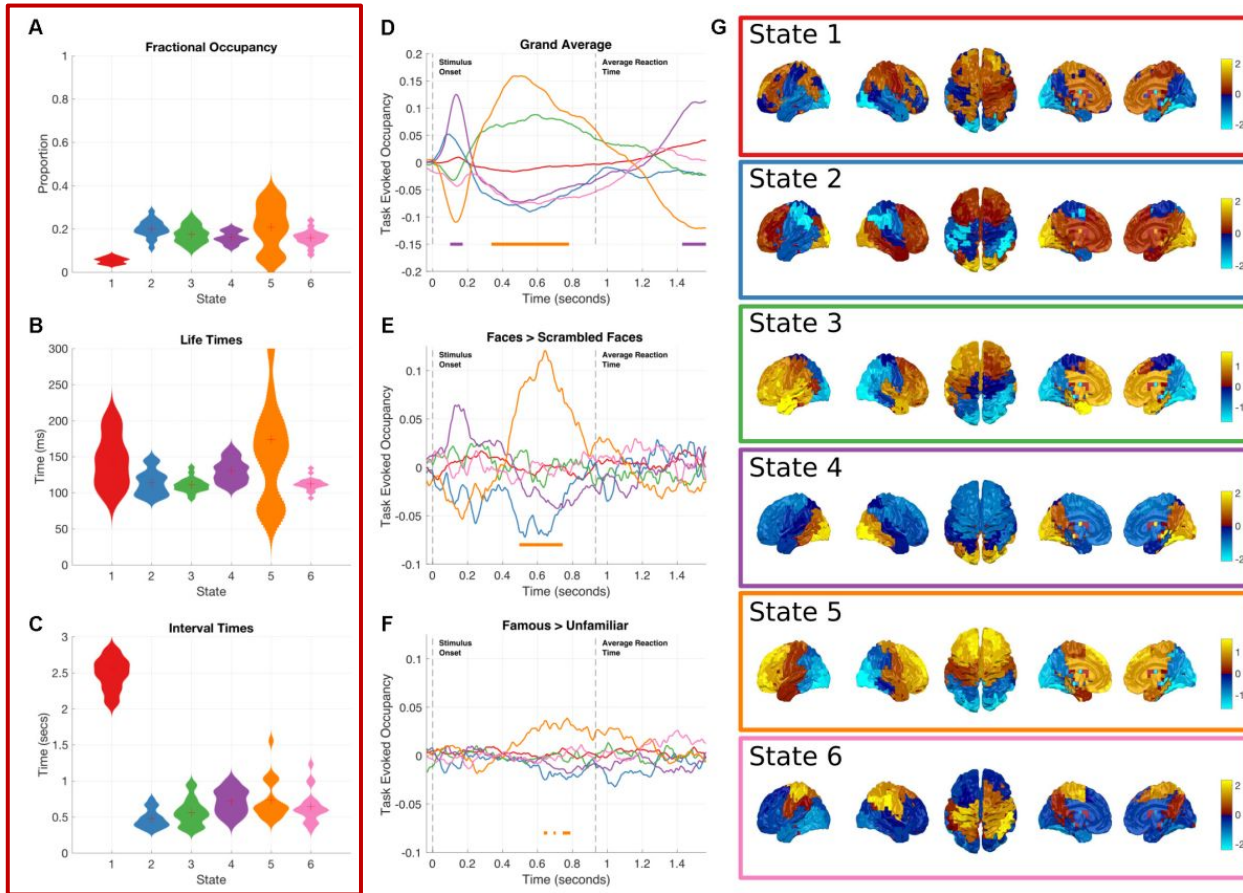 A
Fractional Occupancy
1
0.8
0.6
0.4
0.2
0
Proportion
1 2 3 4 5 6
State
B
Life Times
300
250
200
150
100
50
0
Time (ms)
1 2 3 4 5 6
State
C
Interval Times
3
2.5
2
1.5
1
0.5
0
Time (secs)
1 2 3 4 5 6
State
D
Grand Average
0.2
0.15
0.1
0.05
0
-0.05
-0.1
-0.15
-0.2
Task Evoked Occupancy
Stimulus
Onset
Average Reaction
Time
0 0.2 0.4 0.6 0.8 1 1.2 1.4
Time (seconds)
E
Faces > Scrambled Faces
0.1
0.05
0
-0.05
-0.1
Task Evoked Occupancy
Stimulus
Onset
Average Reaction
Time
0 0.2 0.4 0.6 0.8 1 1.2 1.4
Time (seconds)
F
Famous > Unfamiliar
0.1
0.05
0
-0.05
-0.1
Task Evoked Occupancy
Stimulus
Onset
Average Reaction
Time
0 0.2 0.4 0.6 0.8 1 1.2 1.4
Time (seconds)
G
State 1
2
0
-2
State 2
2
0
-2
State 3
1
0
-1
State 4
2
0
-2
State 5
1
0
-1
State 6
2
0
-2